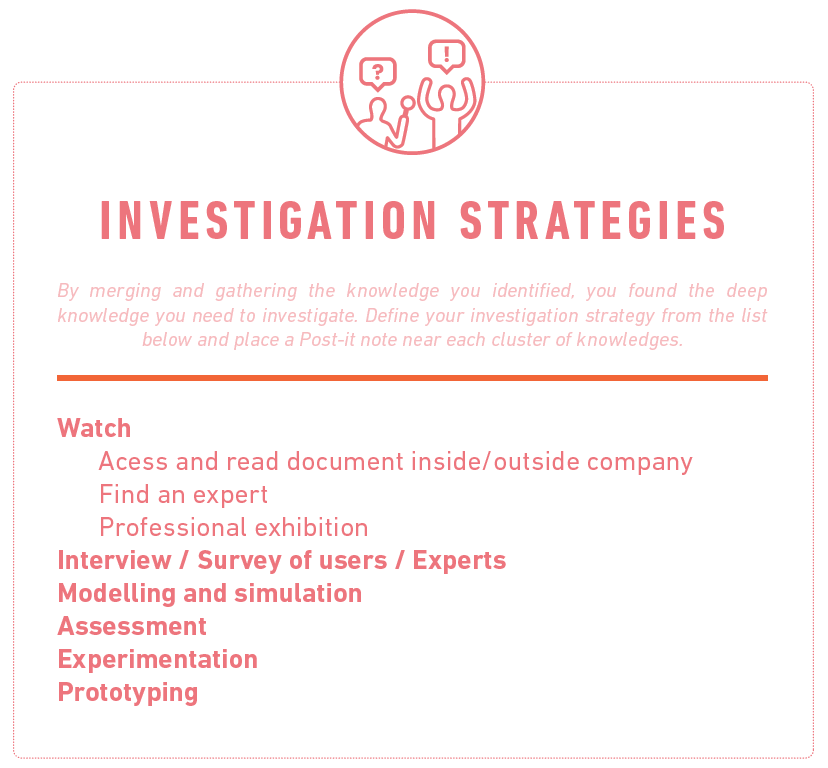 ?
!
INVESTIGATION STRATEGIES
By merging and gathering the knowledge you identified, you found the deep
knowledge you need to investigate. Define your investigation strategy from the list
below and place a Post-it note near each cluster of knowledges.
Watch
Acess and read document inside/outside company
Find an expert
Professional exhibition
Interview / Survey of users / Experts
Modelling and simulation
Assessment
Experimentation
Prototyping